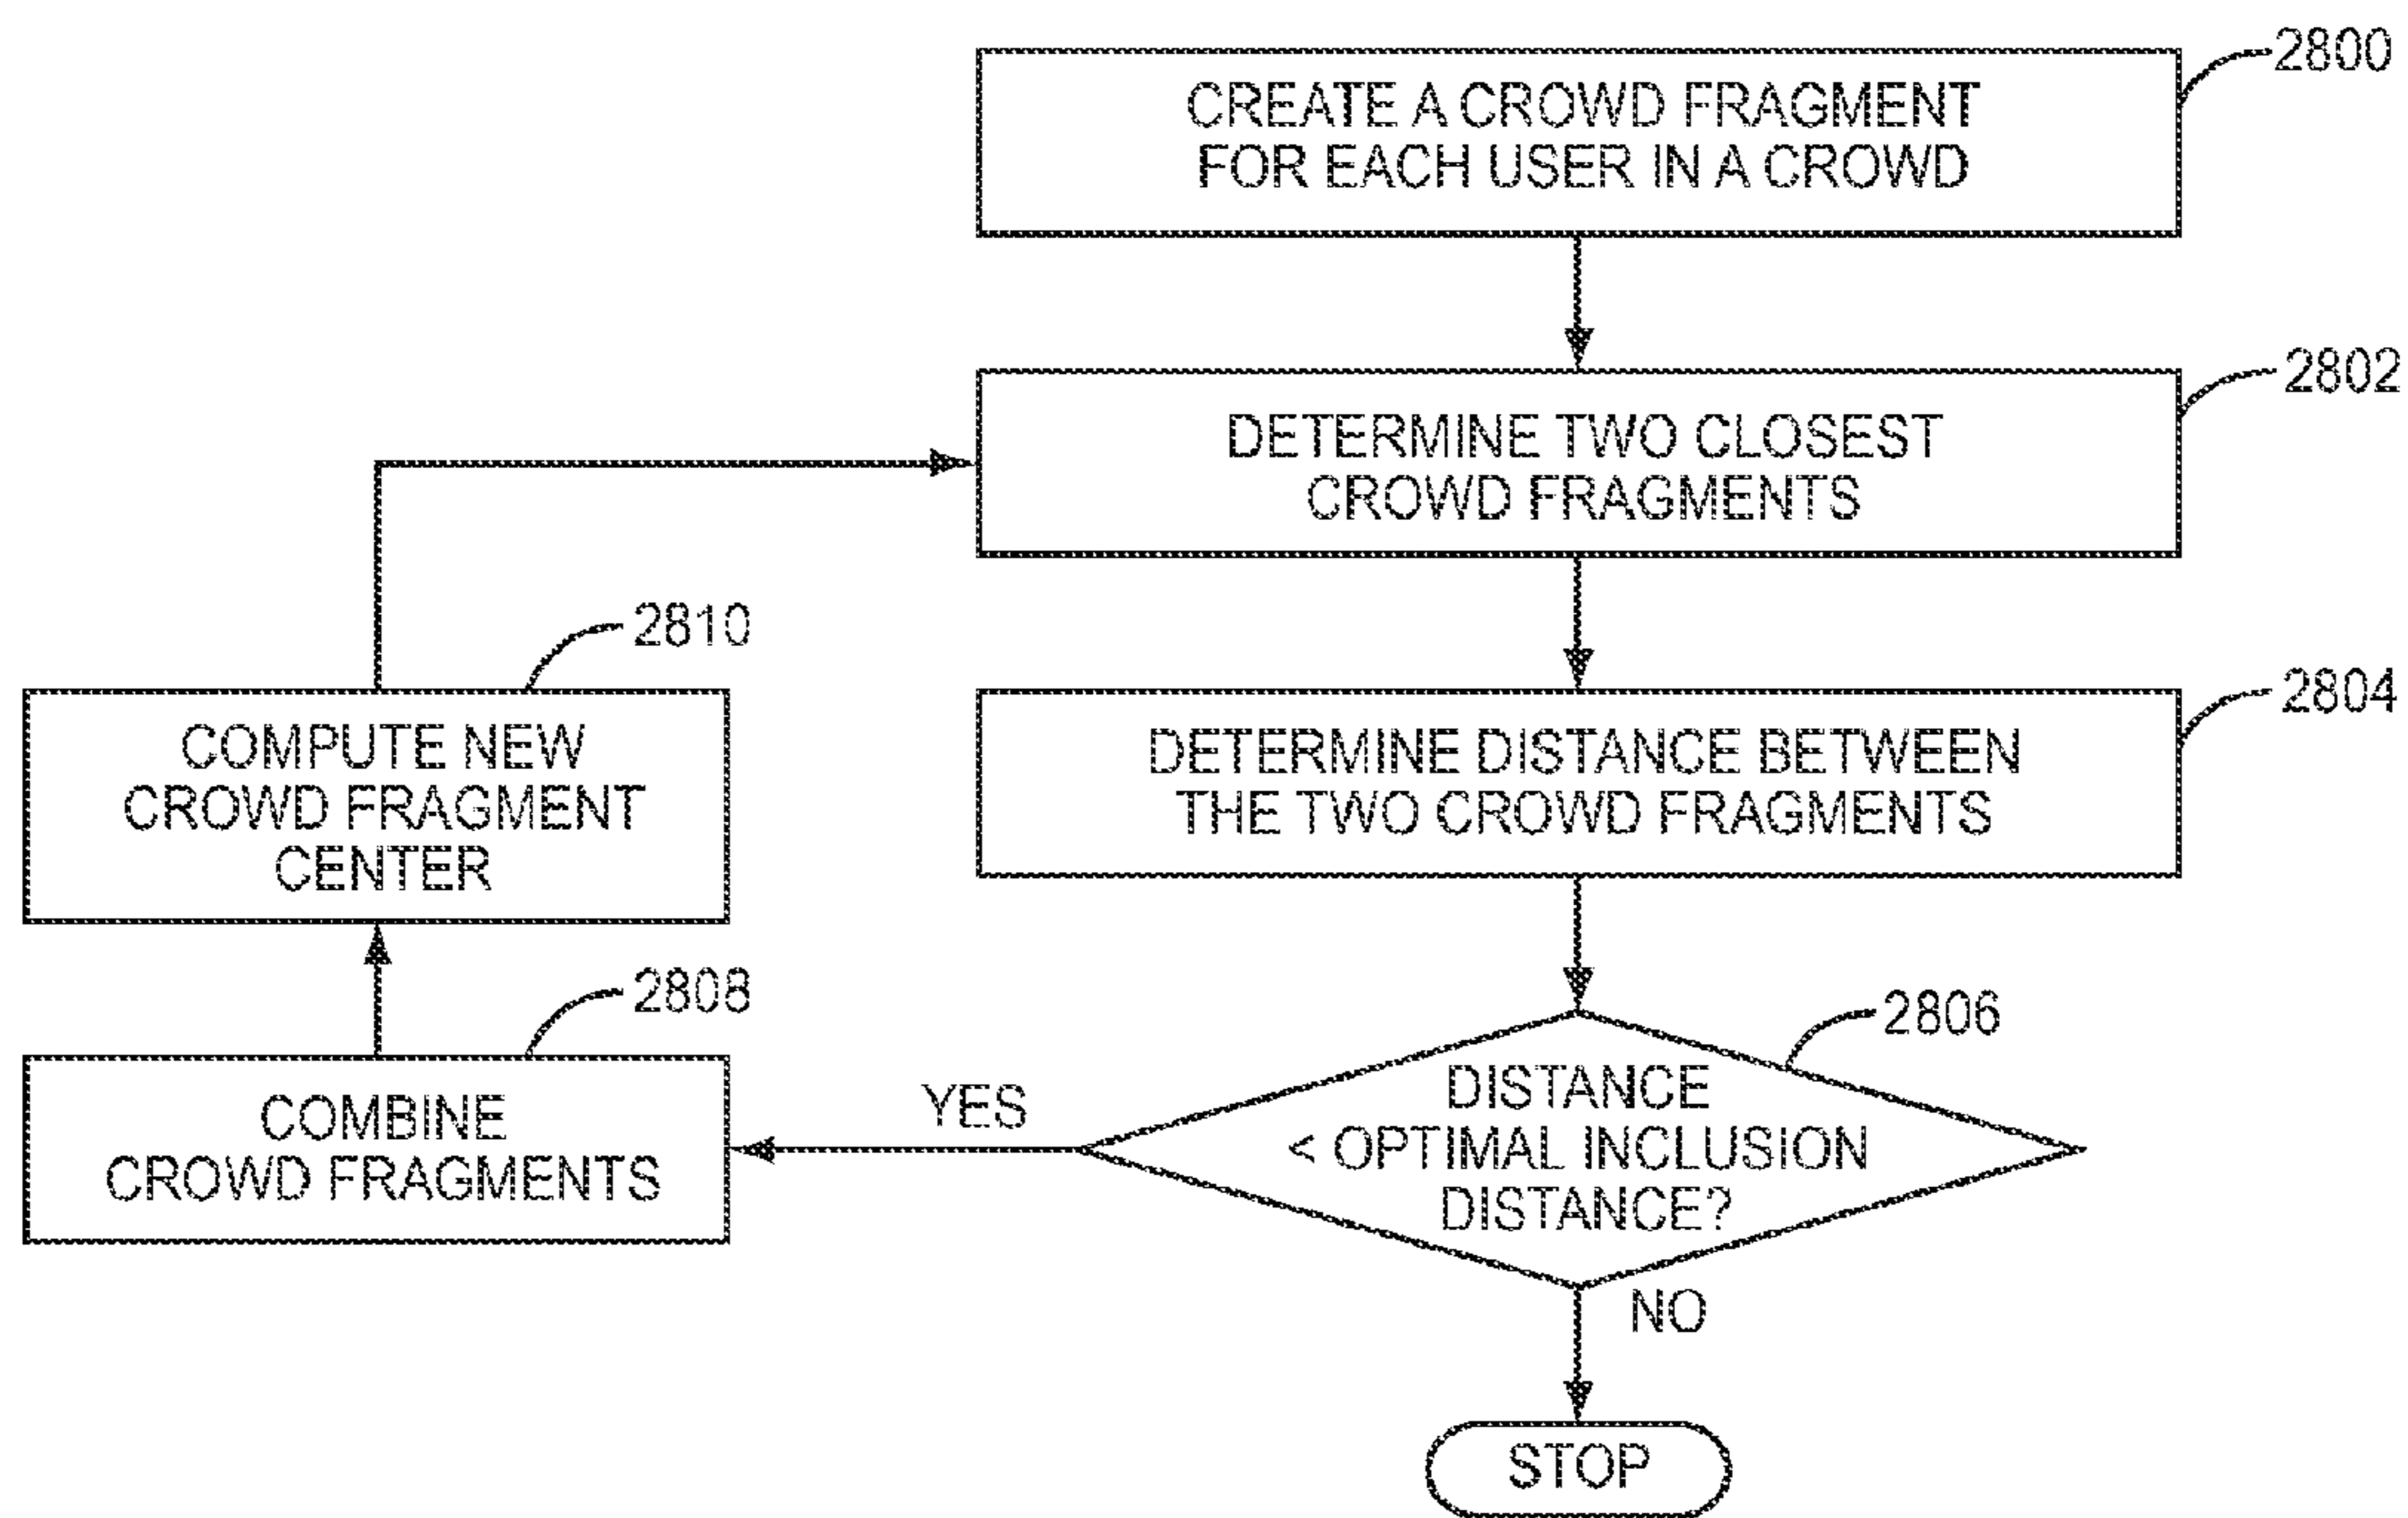 2800
CREATE A CROWD FRAGMENT
FOR EACH USER IN A CROWD
2802
DETERMINE TWO CLOSEST
CROWD FRAGMENTS
2810
COMPUTE NEW
CROWD FRAGMENT
CENTER
2804
DETERMINE DISTANCE BETWEEN
THE TWO CROWD FRAGMENTS
2808
COMBINE
CROWD FRAGMENTS
YES
2806
DISTANCE
< OPTIMAL INCLUSION
DISTANCE?
NO
STOP